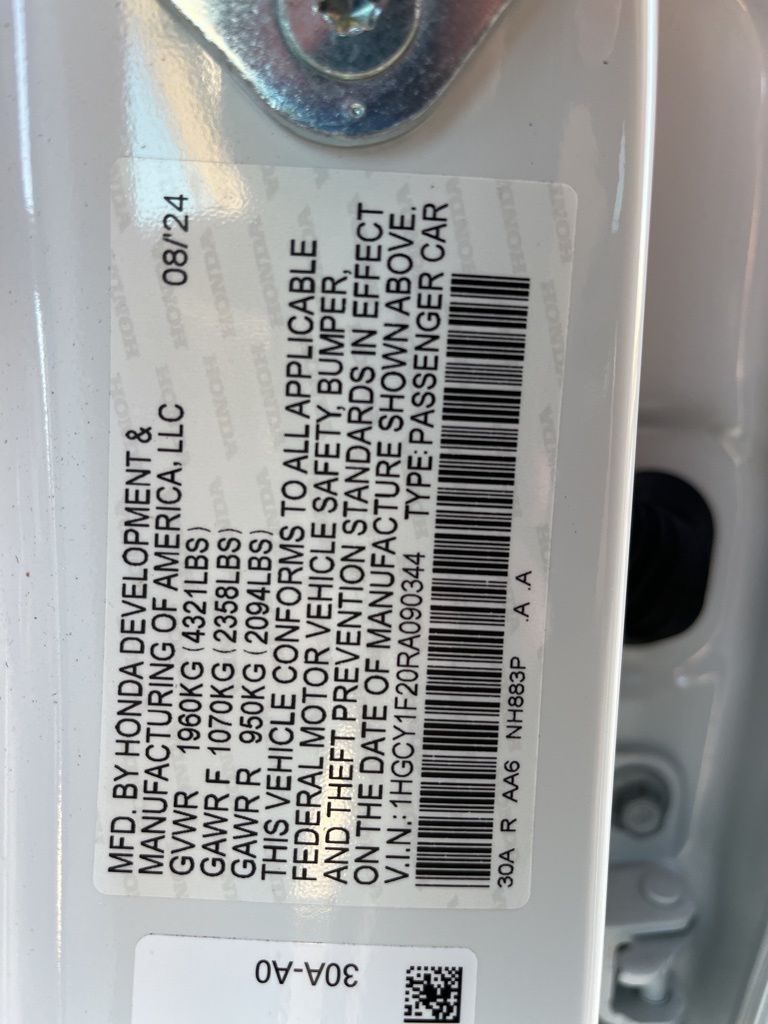 MFD. BY HONDA DEVELOPMENT &
MANUFACTURING OF AMERICA, LLC 08/'24
GVWR 1960KG (4321LBS)
GAWR F 1070KG (2358LBS)
GAWR R 950KG (2094LBS)
THIS VEHICLE CONFORMS TO ALL APPLICABLE
FEDERAL MOTOR VEHICLE SAFETY, BUMPER,
AND THEFT PREVENTION STANDARDS IN EFFECT
ON THE DATE OF MANUFACTURE SHOWN ABOVE.
V.I.N.: 1HGCY1F20RA090344 TYPE: PASSENGER CAR
30A R AA6 NH883P .A .A
30A-A0